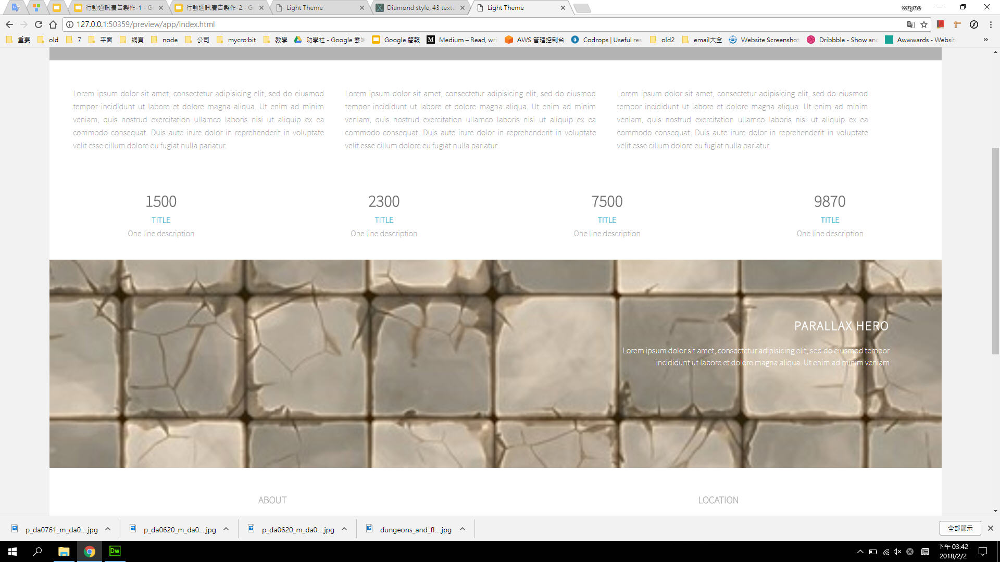 行動通訊廣告製作-1 - G
行動通訊廣告製作-2 - G
Light Theme
Diamond style, 43 textu
Light Theme
wayne
127.0.0.1:50359/preview/app/index.html
重要
old
7
平面
網頁
node
公司
mycro:bit
教學
功學社 - Google 雲
Google 簡報
Medium – Read, wri
AWS 管理控制台
Codrops | Useful res
old2
email大全
Website Screenshot
Dribbble - Show and
Awwwards - Websit
»
Lorem ipsum dolor sit amet, consectetur adipisicing elit, sed do eiusmod
tempor incididunt ut labore et dolore magna aliqua. Ut enim ad minim
veniam, quis nostrud exercitation ullamco laboris nisi ut aliquip ex ea
commodo consequat. Duis aute irure dolor in reprehenderit in voluptate
velit esse cillum dolore eu fugiat nulla pariatur.
Lorem ipsum dolor sit amet, consectetur adipisicing elit, sed do eiusmod
tempor incididunt ut labore et dolore magna aliqua. Ut enim ad minim
veniam, quis nostrud exercitation ullamco laboris nisi ut aliquip ex ea
commodo consequat. Duis aute irure dolor in reprehenderit in voluptate
velit esse cillum dolore eu fugiat nulla pariatur.
Lorem ipsum dolor sit amet, consectetur adipisicing elit, sed do eiusmod
tempor incididunt ut labore et dolore magna aliqua. Ut enim ad minim
veniam, quis nostrud exercitation ullamco laboris nisi ut aliquip ex ea
commodo consequat. Duis aute irure dolor in reprehenderit in voluptate
velit esse cillum dolore eu fugiat nulla pariatur.
1500
TITLE
One line description
2300
TITLE
One line description
7500
TITLE
One line description
9870
TITLE
One line description
PARALLAX HERO
Lorem ipsum dolor sit amet, consectetur adipisicing elit, sed do eiusmod tempor
incididunt ut labore et dolore magna aliqua. Ut enim ad minim veniam
ABOUT
LOCATION
p_da0761_m_da0....jpg
p_da0620_m_da0....jpg
p_da0620_m_da0....jpg
dungeons_and_fl....jpg
全部顯示
Dw
下午 03:42
2018/2/2